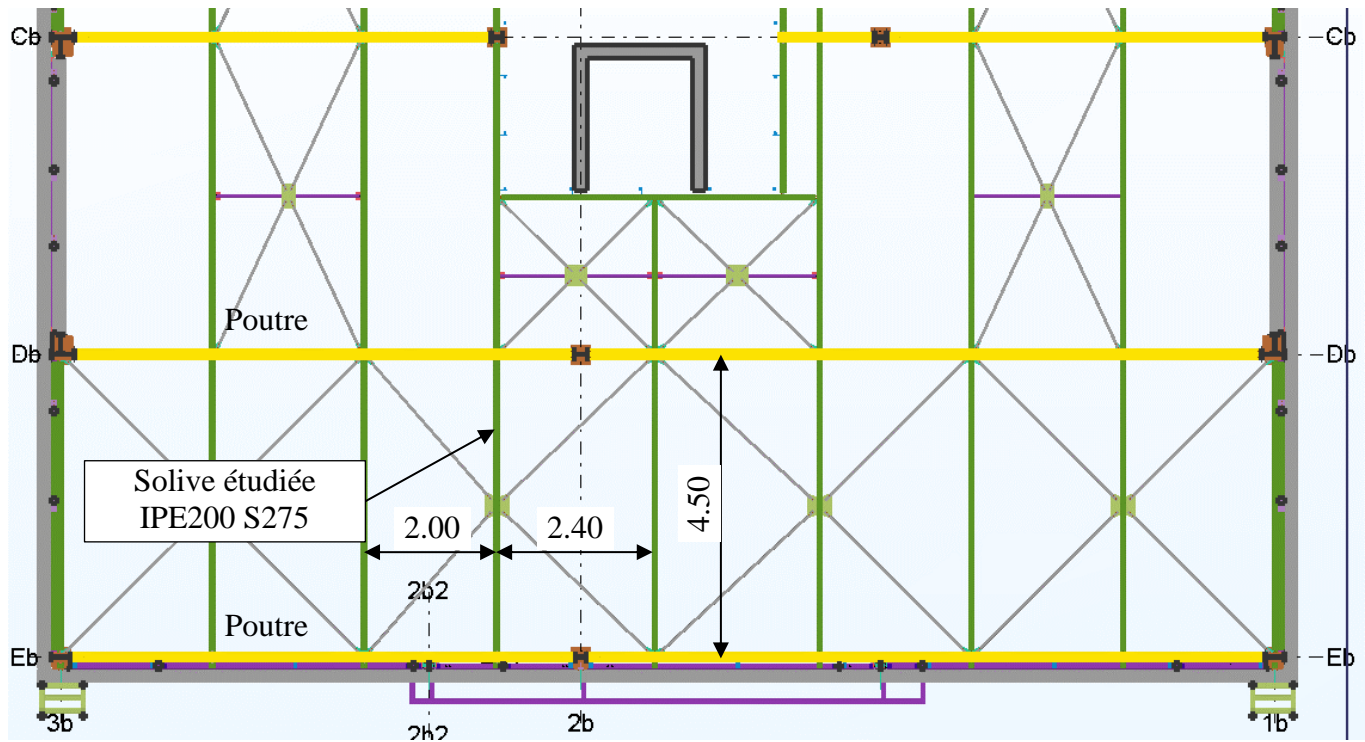 Cb
Cb
Poutre
Db
Db
Solive étudiée
IPE200 S275
2.00
2.40
4.50
2b2
Poutre
Eb
Eb
3b
2b2
2b
1b